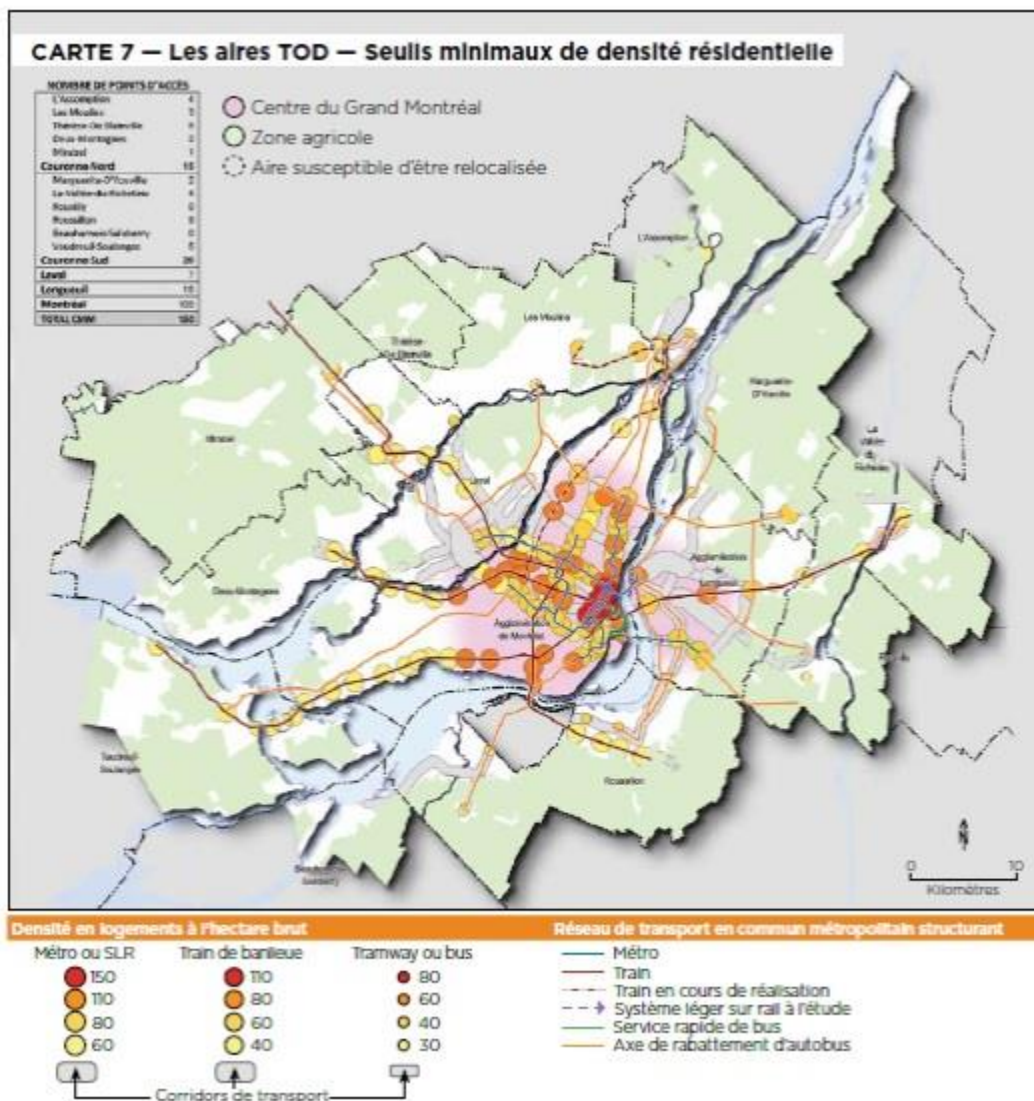 CARTE 7 — Les aires TOD — Seuils minimaux de densité résidentielle
NOMBRE DE POINTS D'ACCÈS
L'Assomption 4
Les Moulins 5
Thérèse-De Blainville
Deux-Montagnes
Mirabel 1
Couronne Nord
Marguerite-D'Youville 2
La Vallée-du-Richelieu 4
Rouville
Roussillon
Beauharnois-Salaberry 0
Vaudreuil-Soulanges
Couronne Sud
Laval 7
Longueuil
Montréal
TOTAL CMM
Centre du Grand Montréal
Zone agricole
Aire susceptible d'être relocalisée
L'Assomption
Les Moulins
Thérèse-
De Blainville
Marguerite-
D'Youville
La
Vallée
du
Richelieu
Mirabel
Laval
Agglomération
de
Longueuil
Deux-Montagnes
Agglomération
de Montréal
Vaudreuil-
Soulanges
Roussillon
Beauharnois-
Salaberry
N
0 10
Kilomètres
Densité en logements à l'hectare brut
Réseau de transport en commun métropolitain structurant
Métro ou SLR
150
110
80
60
Train de banlieue
110
80
60
40
Tramway ou bus
80
60
40
30
Corridors de transport
Métro
Train
Train en cours de réalisation
Système léger sur rail à l'étude
Service rapide de bus
Axe de rabattement d'autobus